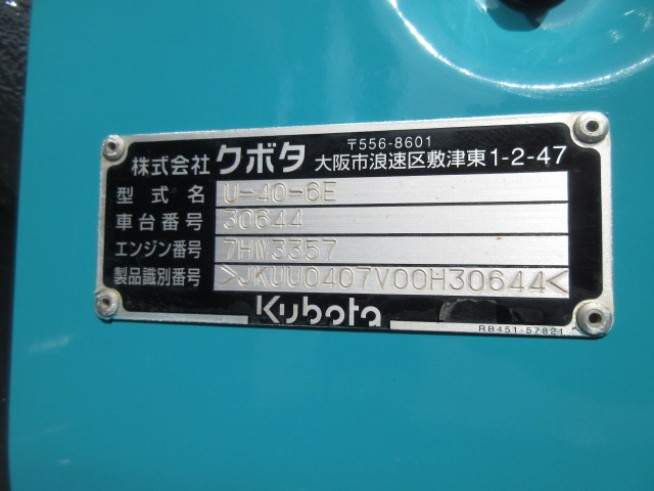 〒556-8601
株式会社 クボタ 大阪市浪速区敷津東1-2-47
型式名 U-40-6E
車台番号 30644
エンジン番号 7HW3357
製品識別番号 >JKUU0407V00H30644<
Kubota
RB451-57821